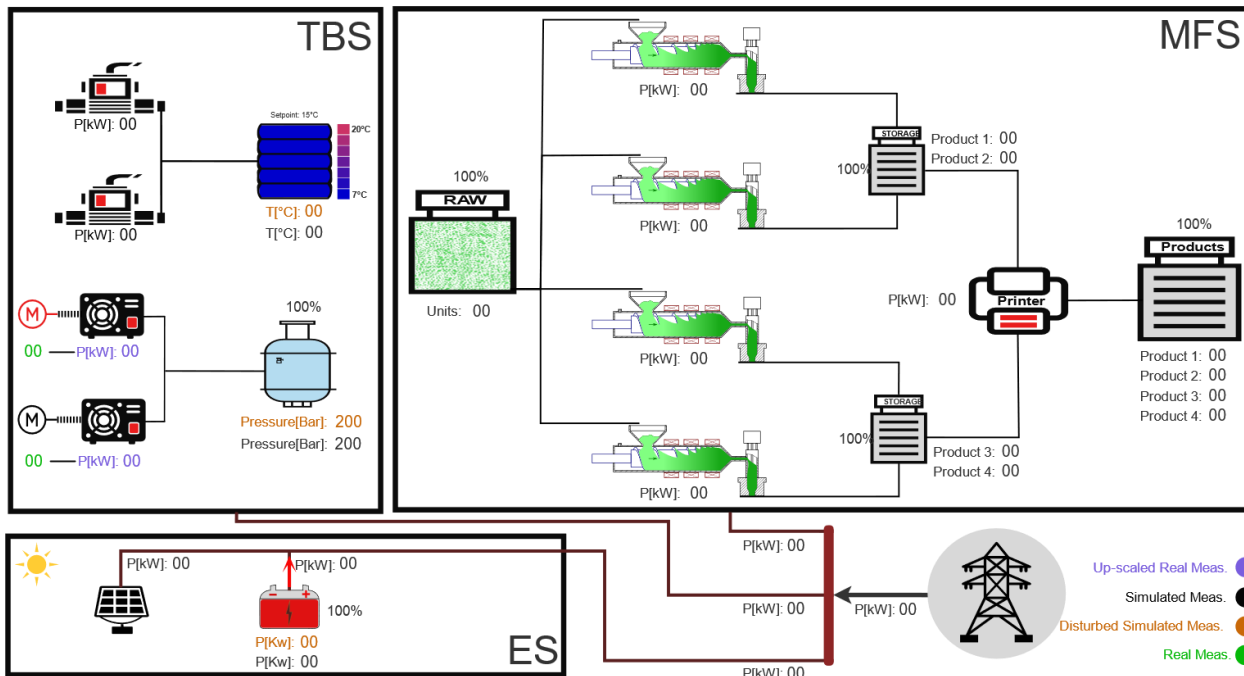 TBS
P[kW]: 00
P[kW]: 00
Setpoint: 15°C
20°C
7°C
T[°C]: 00
T[°C]: 00
M
00
P[kW]: 00
M
00
P[kW]: 00
100%
Pressure[Bar]: 200
Pressure[Bar]: 200
MFS
P[kW]: 00
P[kW]: 00
P[kW]: 00
P[kW]: 00
100%
RAW
Units: 00
STORAGE
100%
Product 1: 00
Product 2: 00
STORAGE
100%
Product 3: 00
Product 4: 00
P[kW]: 00
Printer
100%
Products
Product 1: 00
Product 2: 00
Product 3: 00
Product 4: 00
ES
P[kW]: 00
P[kW]: 00
100%
P[Kw]: 00
P[Kw]: 00
P[kW]: 00
P[kW]: 00
P[kW]: 00
P[kW]: 00
Up-scaled Real Meas.
Simulated Meas.
Disturbed Simulated Meas.
Real Meas.